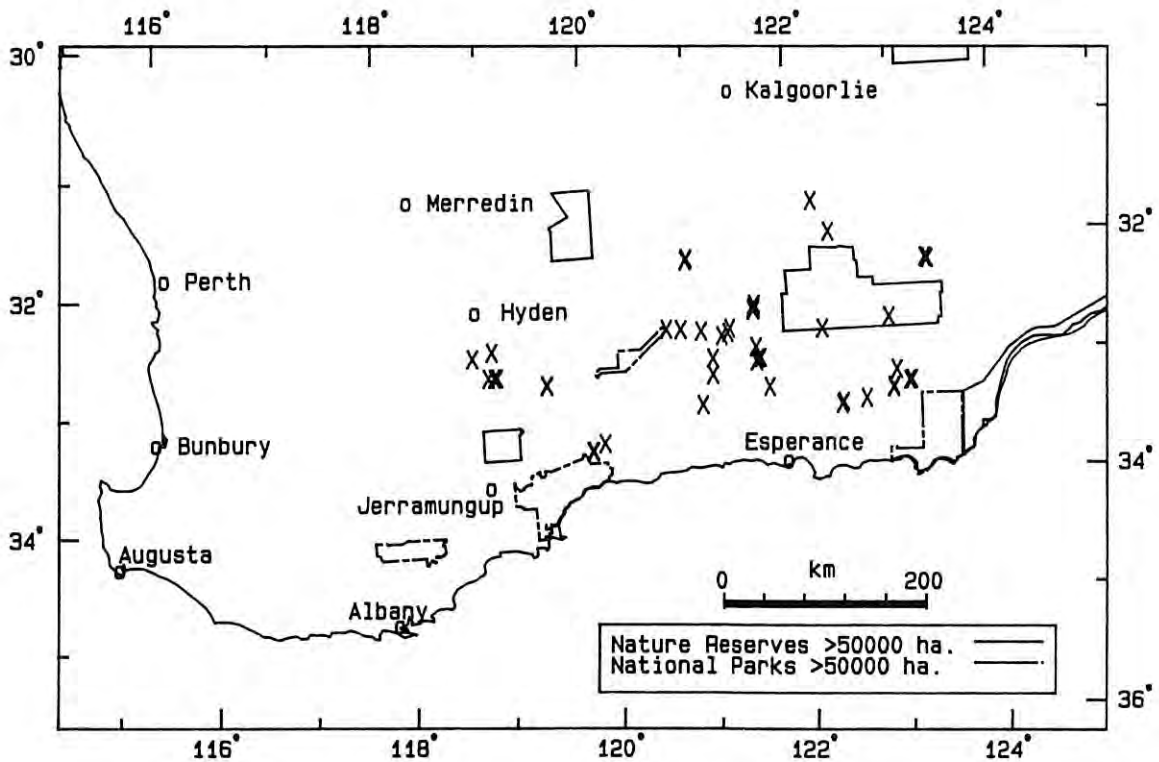 116° 118° 120° 122° 124°
30°
Kalgoorlie
Merredin
32°
Perth
32°
Hyden
Bunbury
Esperance
34°
Jerramungup
34°
Augusta
0 km 200
Albany
Nature Reserves >50000 ha.
National Parks >50000 ha.
36°
116° 118° 120° 122° 124°